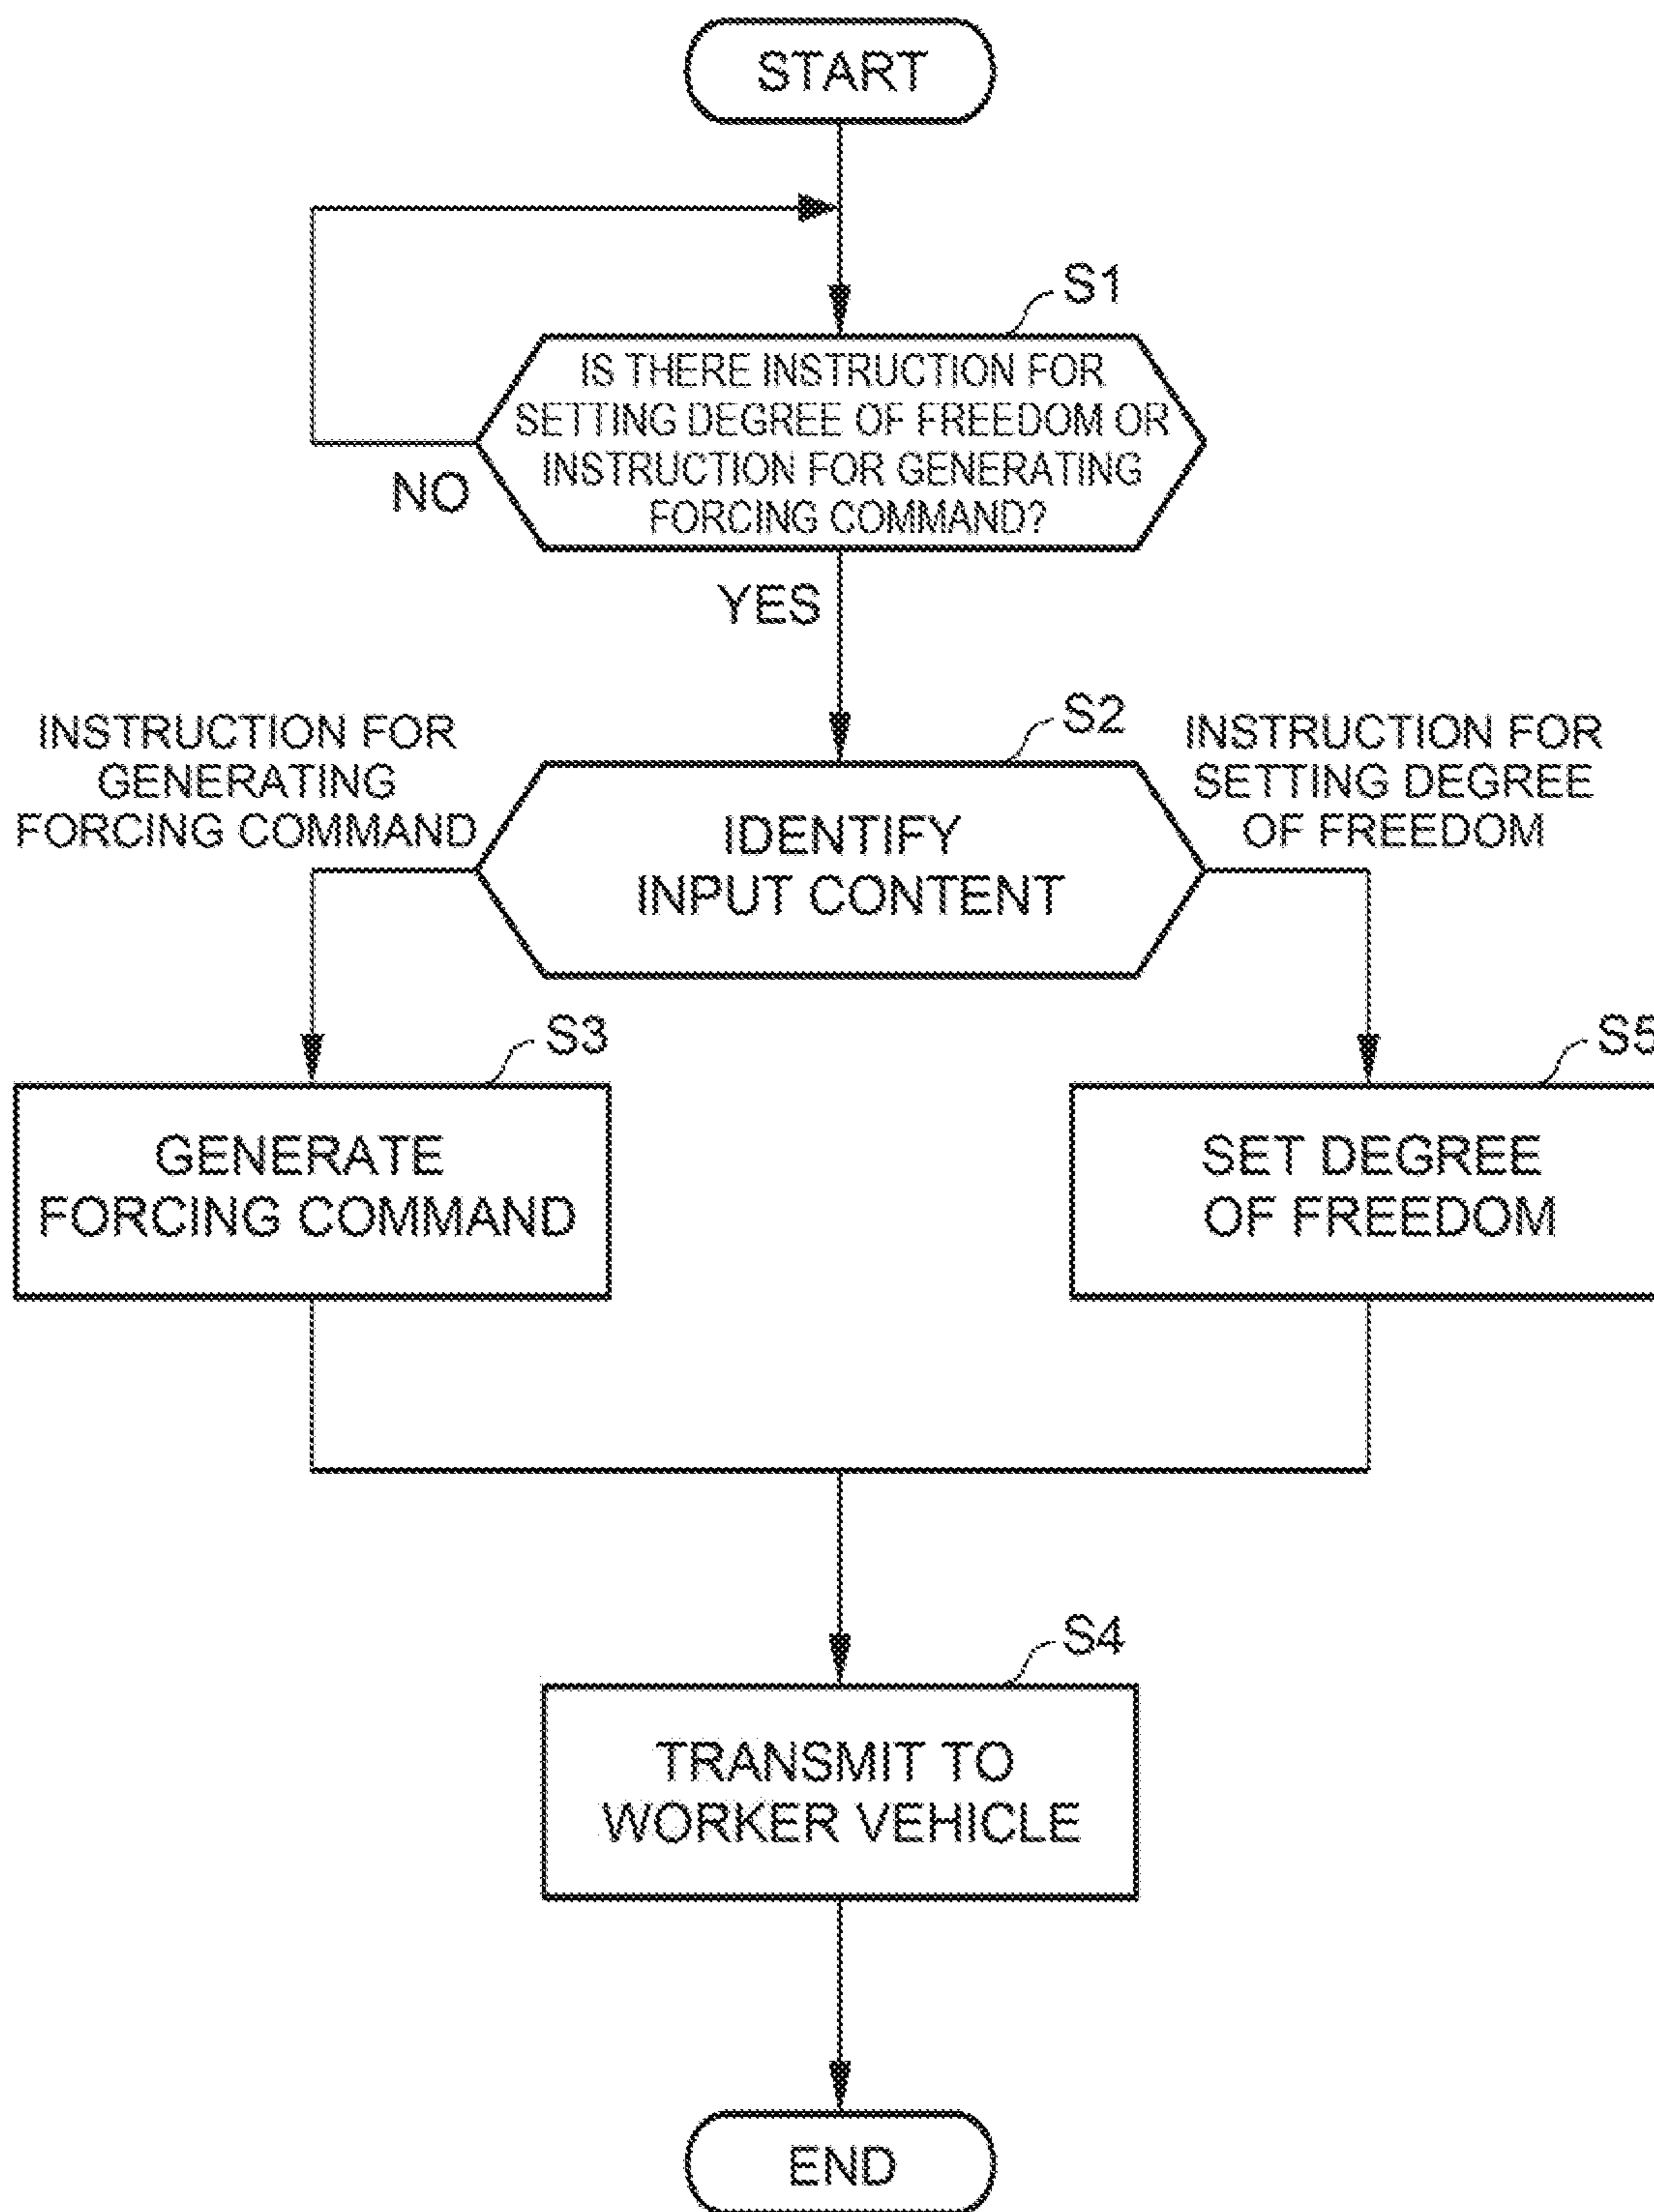 START
S1
IS THERE INSTRUCTION FOR
SETTING DEGREE OF FREEDOM OR
INSTRUCTION FOR GENERATING
FORCING COMMAND?
NO
YES
S2
INSTRUCTION FOR
GENERATING
FORCING COMMAND
IDENTIFY
INPUT CONTENT
INSTRUCTION FOR
SETTING DEGREE
OF FREEDOM
S3
GENERATE
FORCING COMMAND
S5
SET DEGREE
OF FREEDOM
S4
TRANSMIT TO
WORKER VEHICLE
END